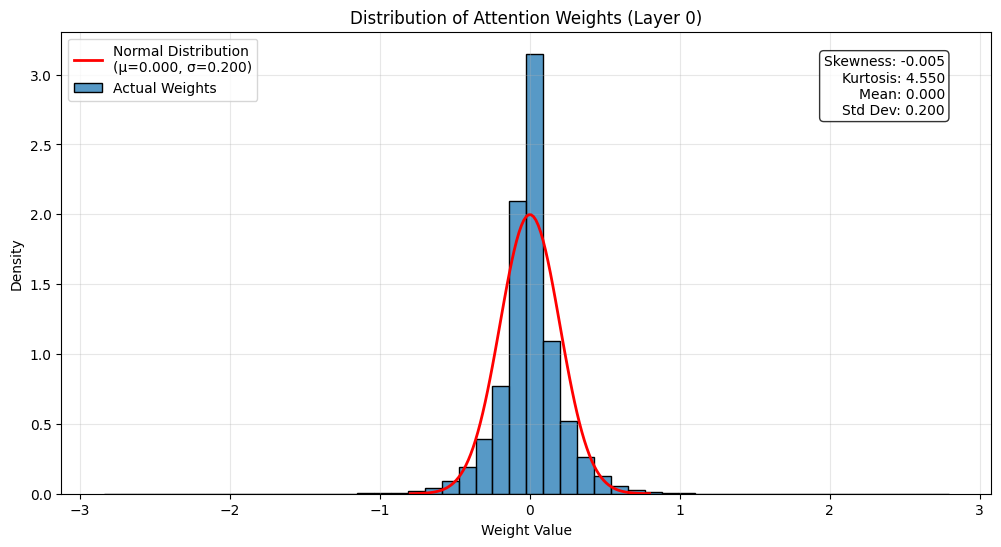 Distribution of Attention Weights (Layer 0)
Normal Distribution
(μ=0.000, σ=0.200)
Actual Weights
Skewness: -0.005
Kurtosis: 4.550
Mean: 0.000
Std Dev: 0.200
Density
3.0
2.5
2.0
1.5
1.0
0.5
0.0
−3
−2
−1
0
1
2
3
Weight Value